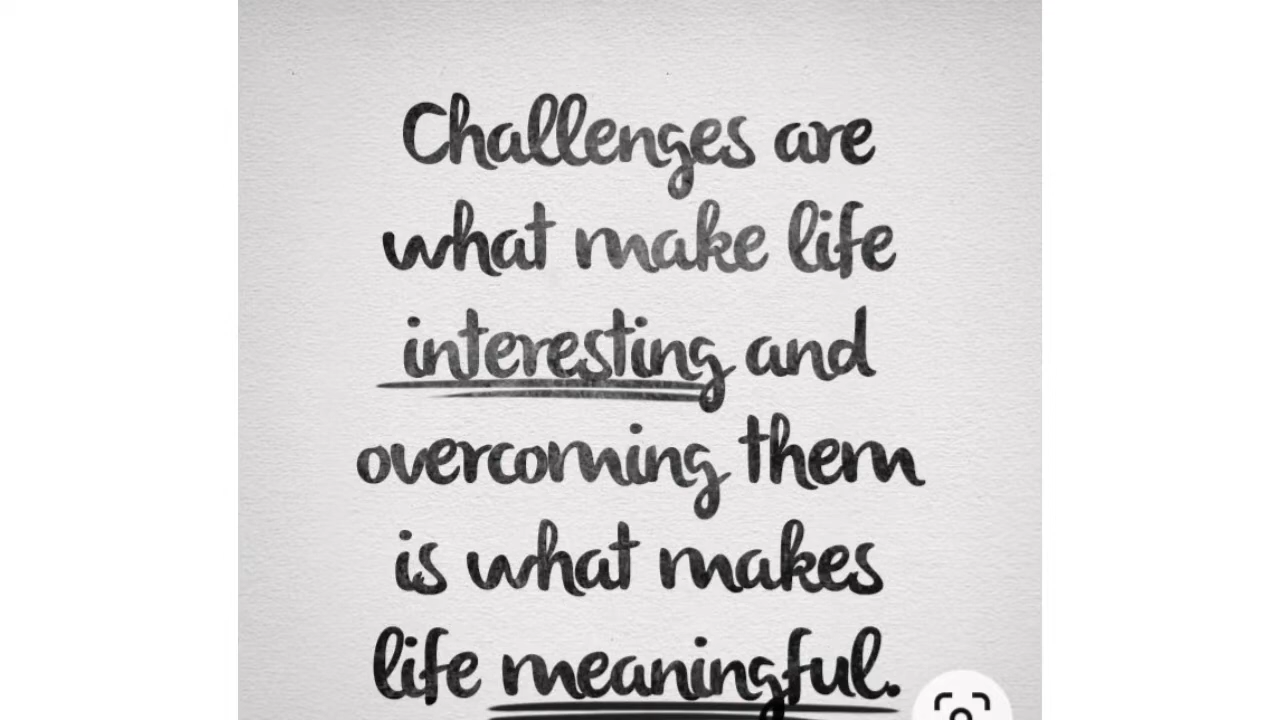 Challenges are
what make life
interesting and
overcoming them
is what makes
life meaningful.